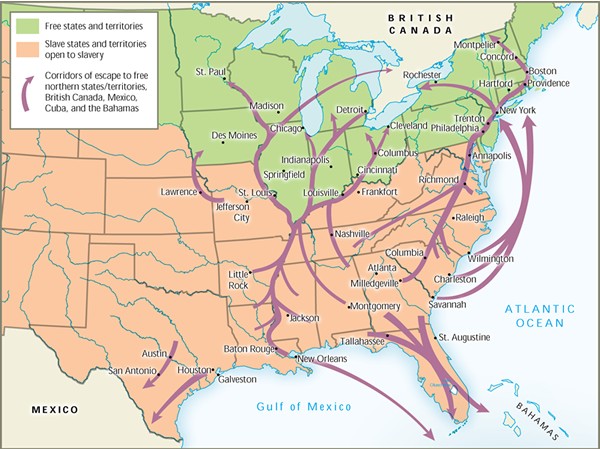 Free states and territories
Slave states and territories
open to slavery
Corridors of escape to free
northern states/territories,
British Canada, Mexico,
Cuba, and the Bahamas
BRITISH
CANADA
Montpelier
Concord
St. Paul
Rochester
Boston
Hartford
Providence
Madison
Detroit
Chicago
Cleveland
Trenton
New York
Philadelphia
Des Moines
Columbus
Indianapolis
Annapolis
Springfield
Cincinnati
Richmond
Lawrence
St. Louis
Louisville
Frankfort
Jefferson
City
Raleigh
Nashville
Columbia
Wilmington
Little
Rock
Atlanta
Charleston
Milledgeville
Savannah
Montgomery
Jackson
ATLANTIC
OCEAN
Tallahassee
St. Augustine
Austin
Baton Rouge
New Orleans
San Antonio
Houston
Galveston
MEXICO
Gulf of Mexico
BAHAMAS